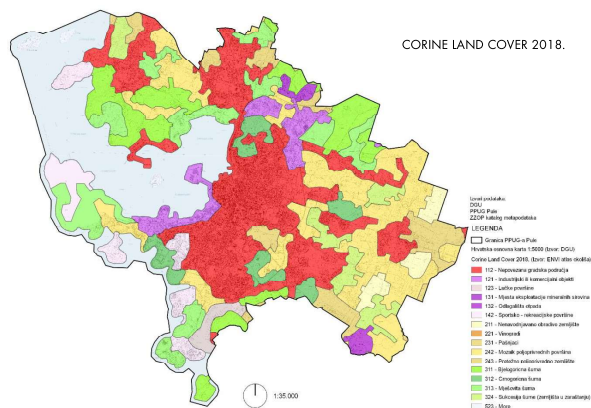 CORINE LAND COVER 2018.
Izvori podataka:
DGU
PPUG Pule
ZZOP katalog metapodataka
LEGENDA
Granica PPUG-a Pule
Hrvatska osnovna karta 1:5000 (Izvor: DGU)
Corine Land Cover 2018. (Izvor: ENVI atlas okoliša)
112 - Nepovezana gradska područja
121 - Industrijski ili komercijalni objekti
123 - Lučke površine
131 - Mjesta eksploatacije mineralnih sirovina
132 - Odlagališta otpada
142 - Sportsko - rekreacijske površine
211 - Nenavodnjavano obradivo zemljište
221 - Vinogradi
231 - Pašnjaci
242 - Mozaik poljoprivrednih površina
243 - Pretežno poljoprivredno zemljište
311 - Bjelogorična šuma
312 - Crnogorična šuma
313 - Mješovita šuma
324 - Sukcesija šume (zemljišta u zarašćanju)
523 - More
1:35.000